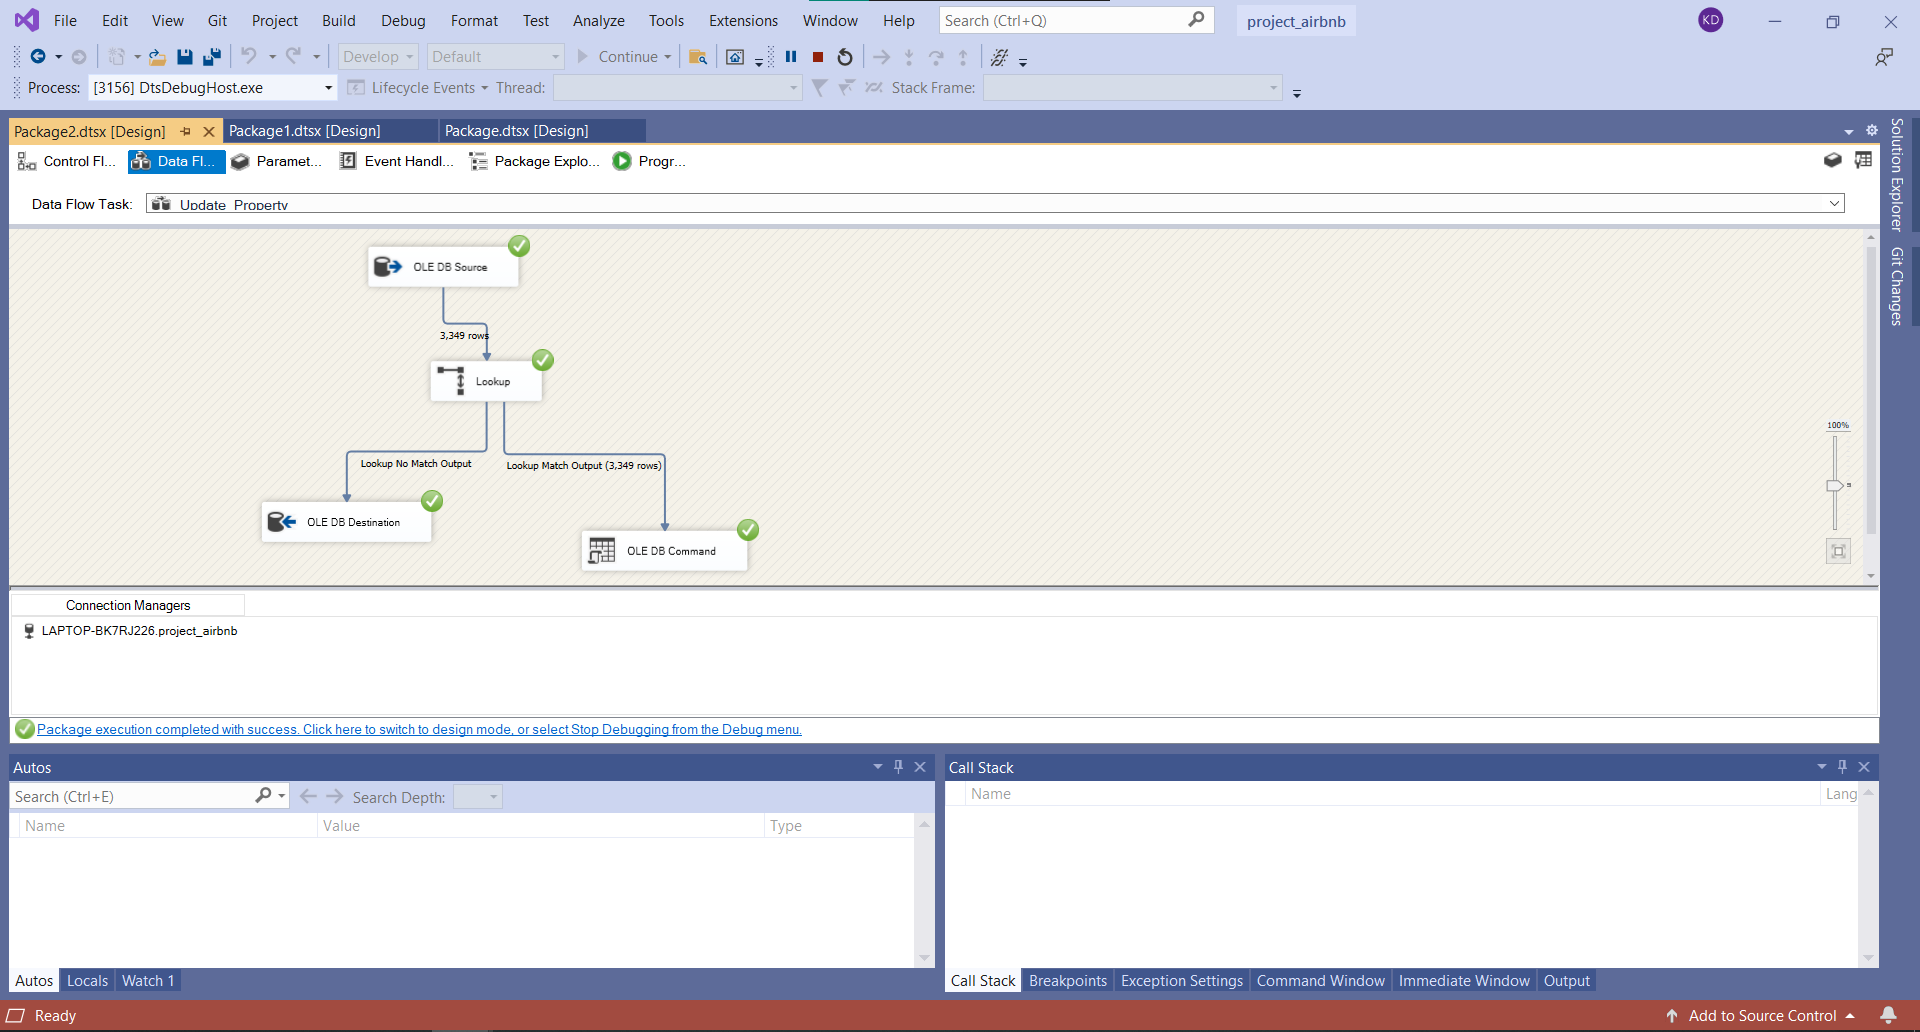 File Edit View Git Project Build Debug Format Test Analyze Tools Extensions Window Help Search (Ctrl+Q) project_airbnb KD
Develop Default Continue
Process: [3156] DtsDebugHost.exe Lifecycle Events Thread: Stack Frame:
Package2.dtsx [Design] Package1.dtsx [Design] Package.dtsx [Design]
Control Fl... Data Fl... Paramet... Event Handl... Package Explo... Progr...
Data Flow Task: Update_Property
OLE DB Source
3,349 rows
Lookup
Lookup No Match Output
Lookup Match Output (3,349 rows)
OLE DB Destination
OLE DB Command
100%
Solution Explorer
Git Changes
Connection Managers
LAPTOP-BK7RJ226.project_airbnb
Package execution completed with success. Click here to switch to design mode, or select Stop Debugging from the Debug menu.
Autos
Search (Ctrl+E) Search Depth:
Name Value Type
Autos Locals Watch 1
Call Stack
Name Lang
Call Stack Breakpoints Exception Settings Command Window Immediate Window Output
Ready Add to Source Control